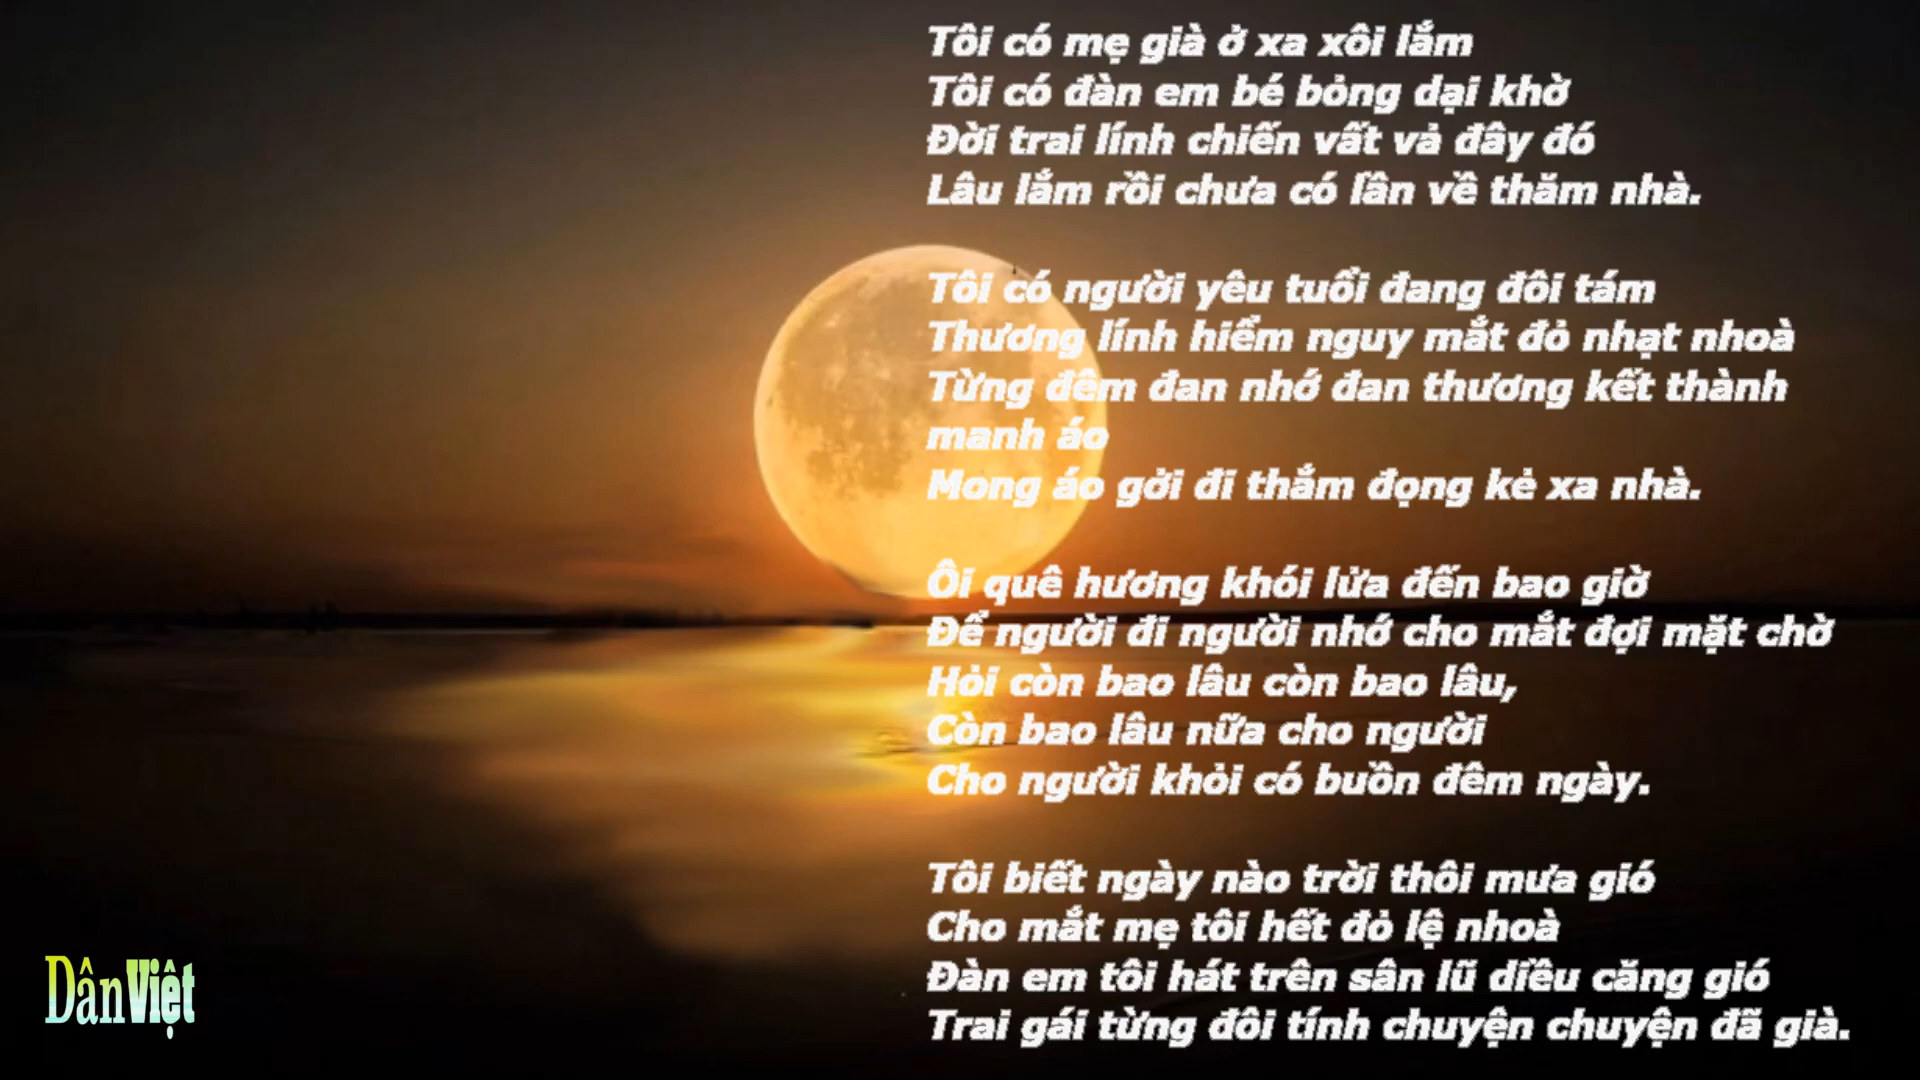 Tôi có mẹ già ở xa xôi lắm
Tôi có đàn em bé bỏng dại khờ
Đời trai lính chiến vất vả đây đó
Lâu lắm rồi chưa có lần về thăm nhà.
Tôi có người yêu tuổi đang đôi tám
Thương lính hiểm nguy mắt đỏ nhạt nhoà
Từng đêm đan nhớ đan thương kết thành
manh áo
Mong áo gởi đi thắm đọng kẻ xa nhà.
Ôi quê hương khói lửa đến bao giờ
Để người đi người nhớ cho mắt đợi mặt chờ
Hỏi còn bao lâu còn bao lâu,
Còn bao lâu nữa cho người
Cho người khỏi có buồn đêm ngày.
Tôi biết ngày nào trời thôi mưa gió
Cho mắt mẹ tôi hết đỏ lệ nhoà
Đàn em tôi hát trên sân lũ diều căng gió
Trai gái từng đôi tính chuyện chuyện đã già.
DânViệt